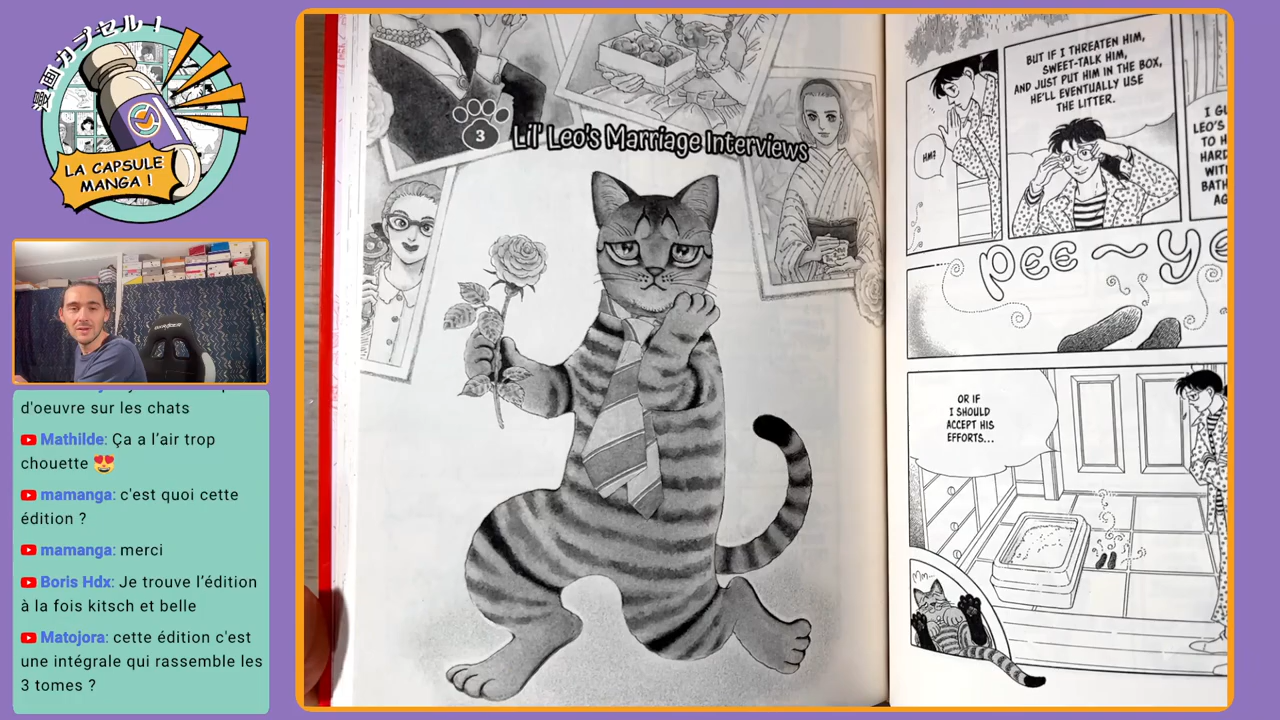 漫画カプセル！
LA CAPSULE
MANGA !
d'oeuvre sur les chats
Mathilde: Ça a l’air trop
chouette
mamanga: c'est quoi cette
édition ?
mamanga: merci
Boris Hdx: Je trouve l’édition
à la fois kitsch et belle
Matojora: cette édition c'est
une intégrale qui rassemble les
3 tomes ?
3
Lil' Leo's Marriage Interviews
BUT IF I THREATEN HIM,
SWEET-TALK HIM,
AND JUST PUT HIM IN THE BOX,
HE'LL EVENTUALLY USE
THE LITTER.
HM?
LEO'S
TO H
HARD
WITH
BATH
PEE~YE
OR IF
I SHOULD
ACCEPT HIS
EFFORTS...